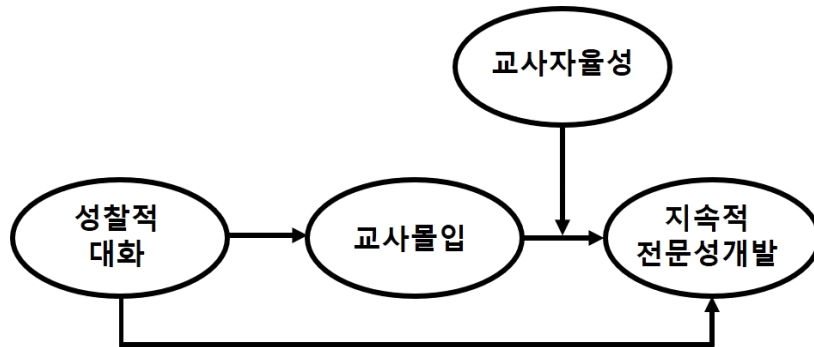 교사자율성
성찰적
대화
교사몰입
지속적
전문성개발